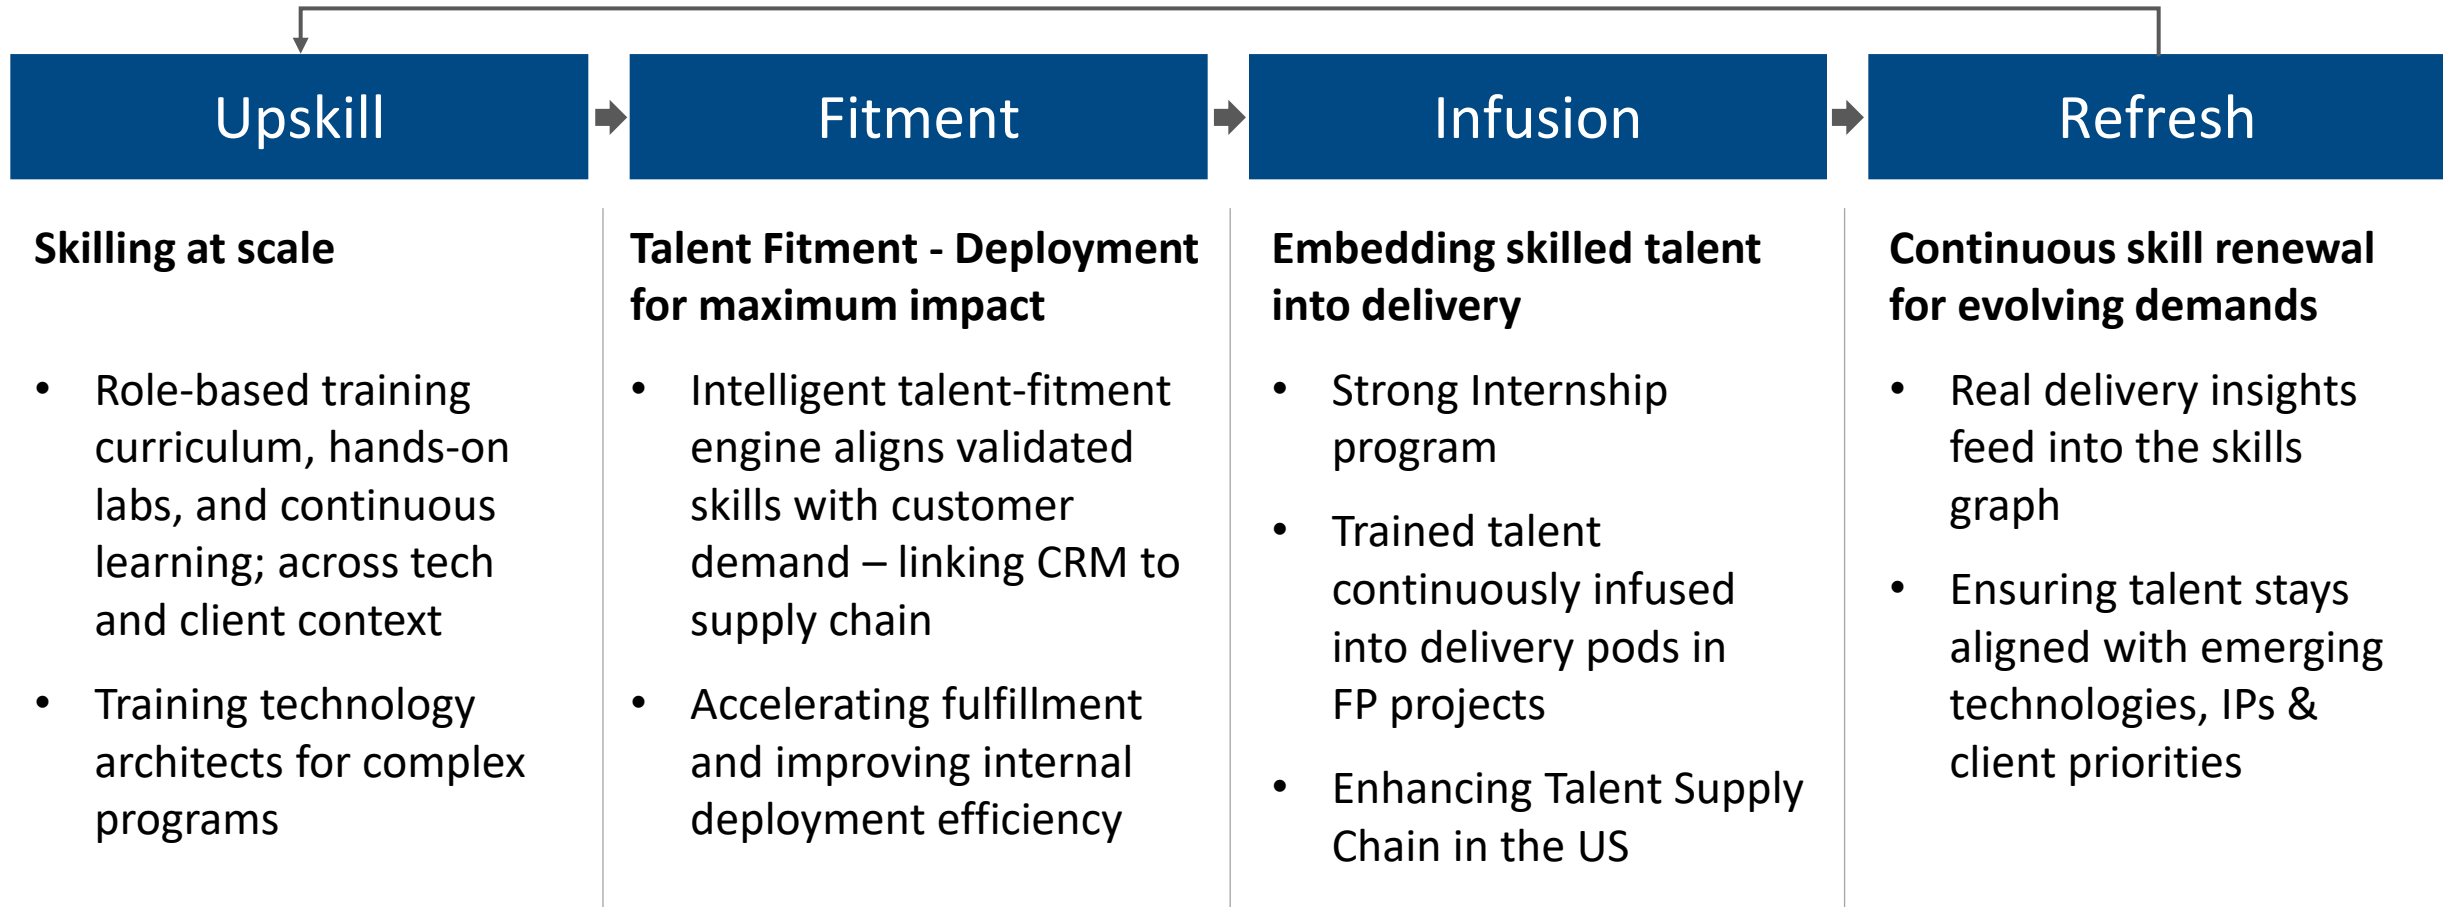 Upskill
Fitment
Infusion
Refresh
Skilling at scale
• Role-based training
curriculum, hands-on
labs, and continuous
learning; across tech
and client context
• Training technology
architects for complex
programs
Talent Fitment - Deployment
for maximum impact
• Intelligent talent-fitment
engine aligns validated
skills with customer
demand – linking CRM to
supply chain
• Accelerating fulfillment
and improving internal
deployment efficiency
Embedding skilled talent
into delivery
• Strong Internship
program
• Trained talent
continuously infused
into delivery pods in
FP projects
• Enhancing Talent Supply
Chain in the US
Continuous skill renewal
for evolving demands
• Real delivery insights
feed into the skills
graph
• Ensuring talent stays
aligned with emerging
technologies, IPs &
client priorities